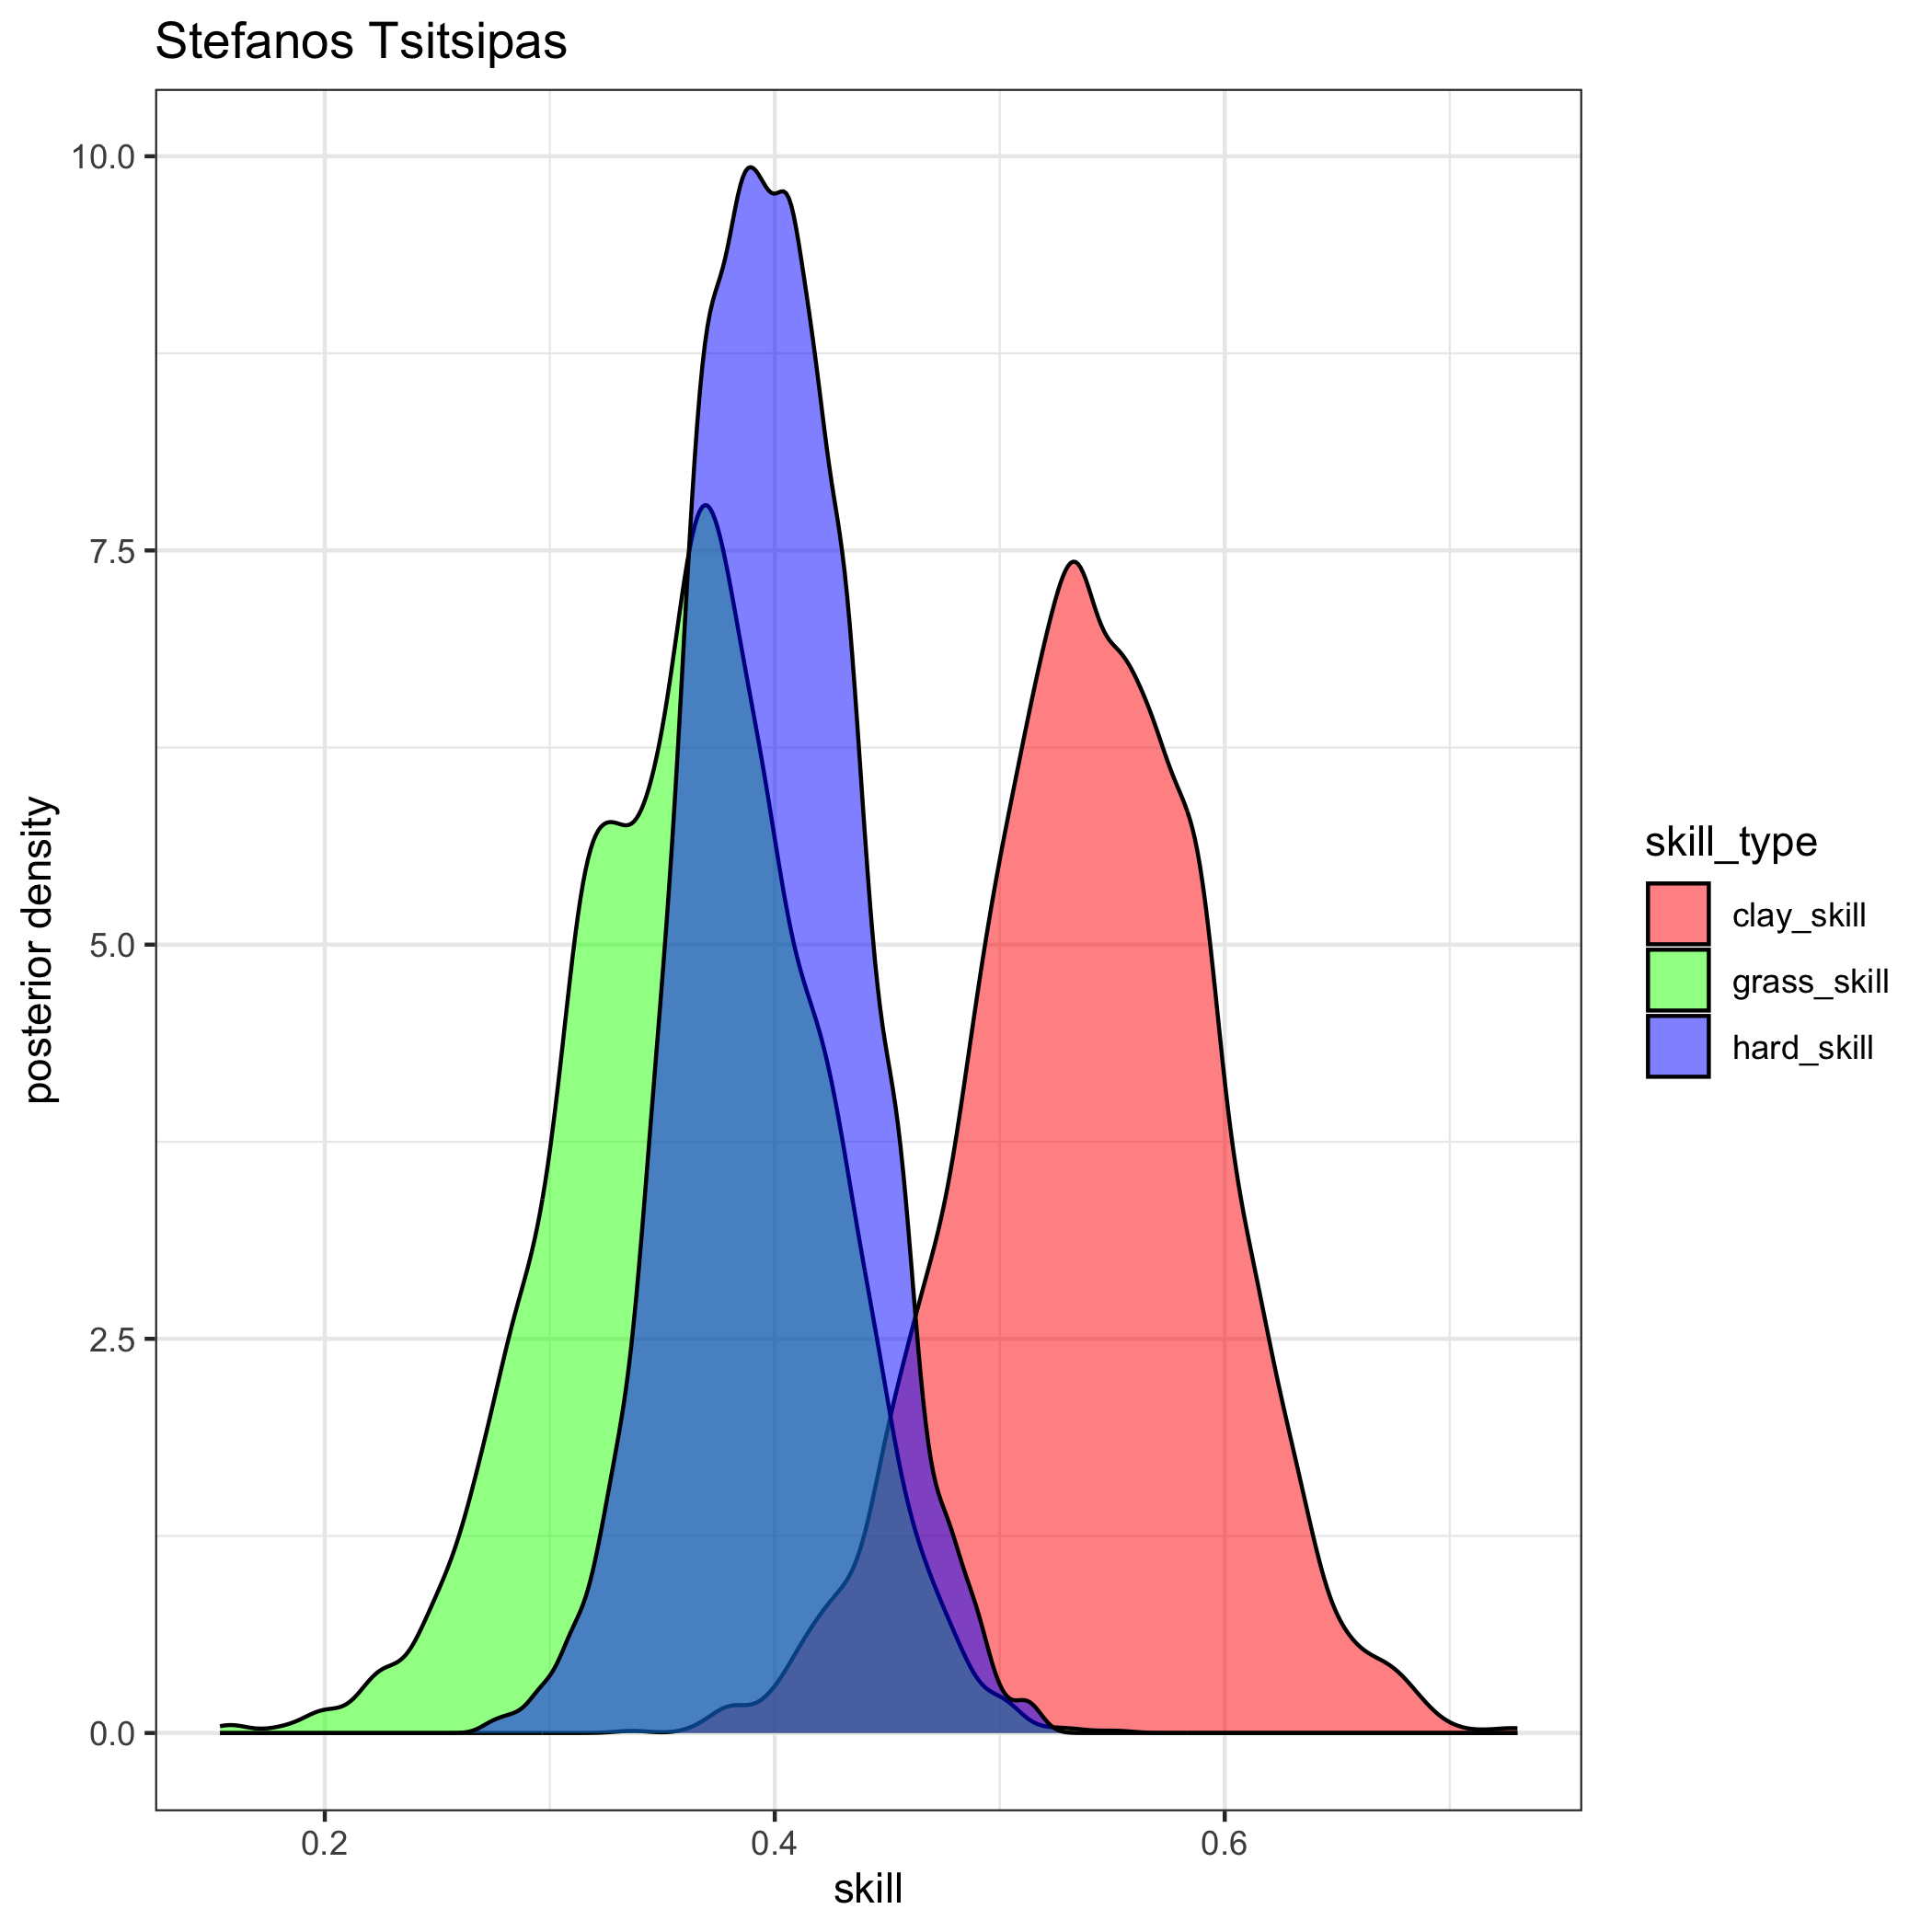 Stefanos Tsitsipas
10.0
7.5
5.0
2.5
0.0
posterior density
0.2
0.4
0.6
skill
skill_type
clay_skill
grass_skill
hard_skill